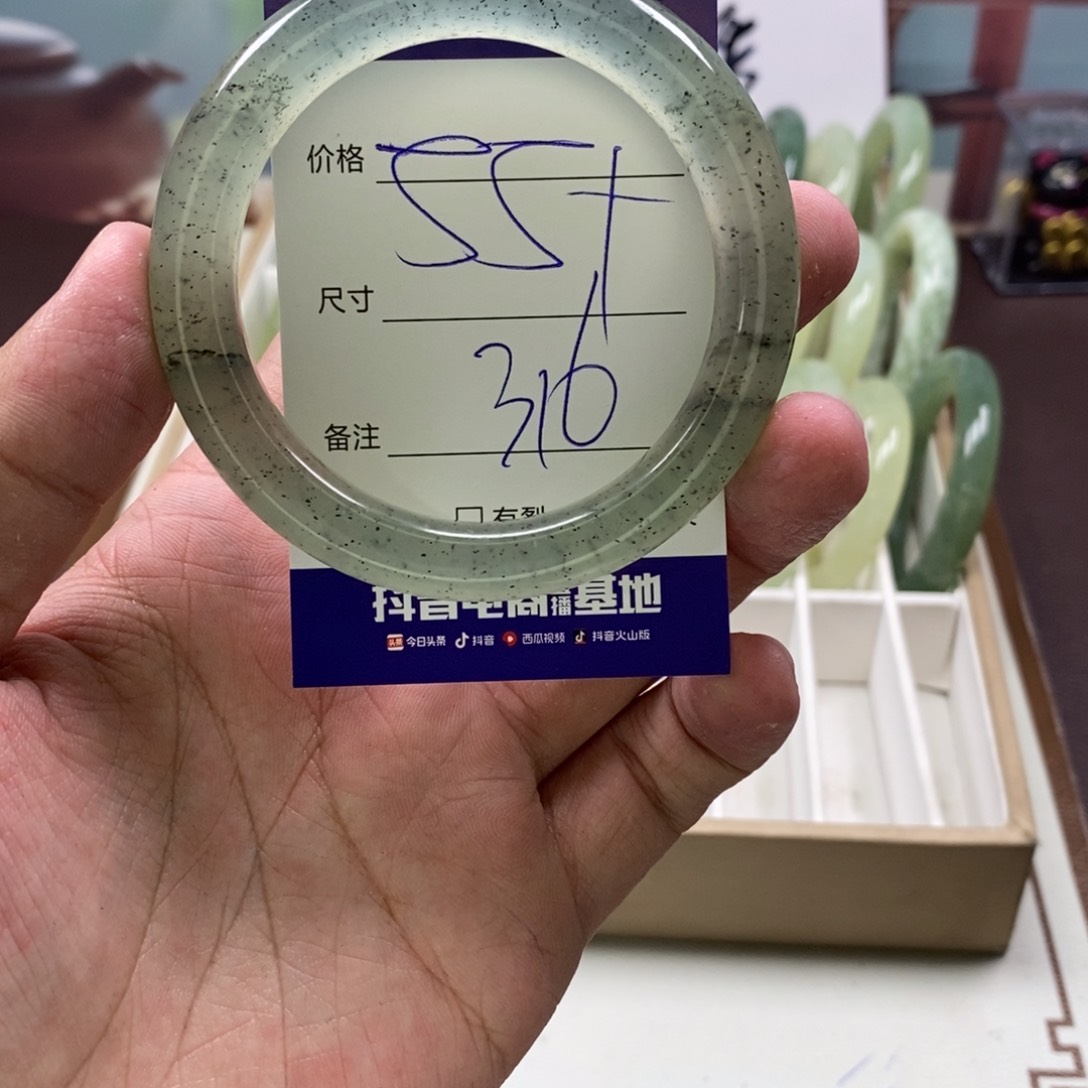 价格 55+
尺寸
备注 310
有裂
抖音电商直播基地
今日头条 抖音 西瓜视频 抖音火山版